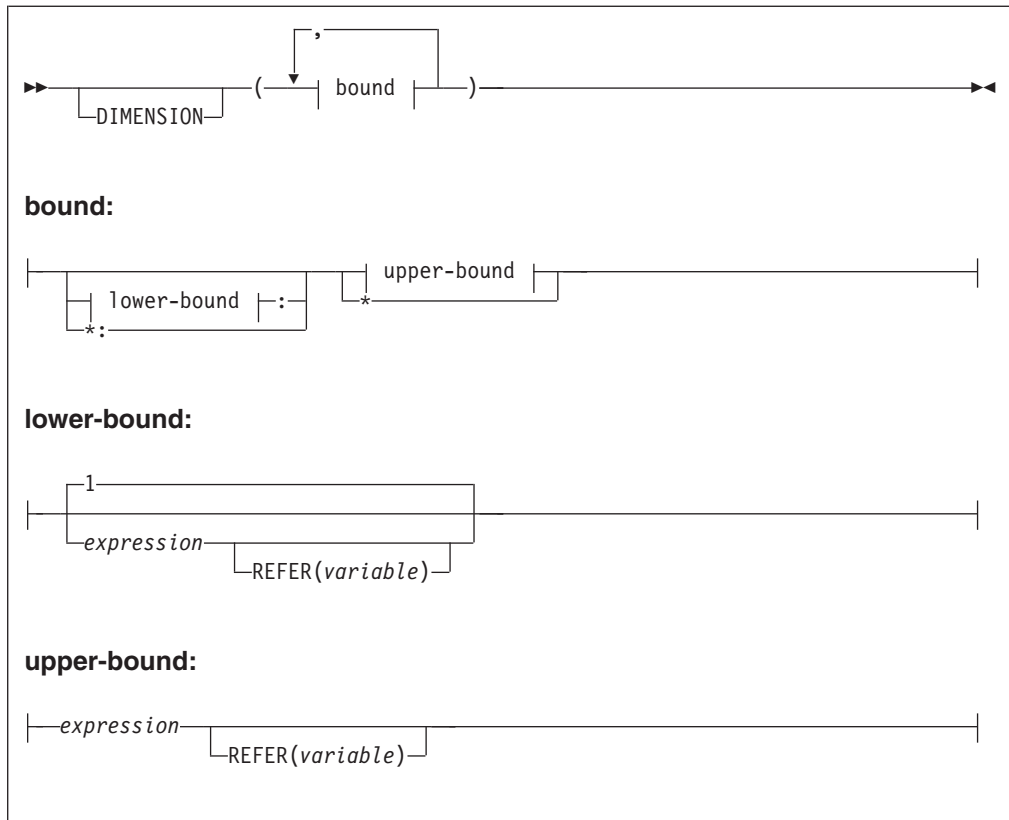 ,
( bound )
DIMENSION
bound:
upper-bound
lower-bound : *
*:
lower-bound:
1
expression
REFER(variable)
upper-bound:
expression
REFER(variable)